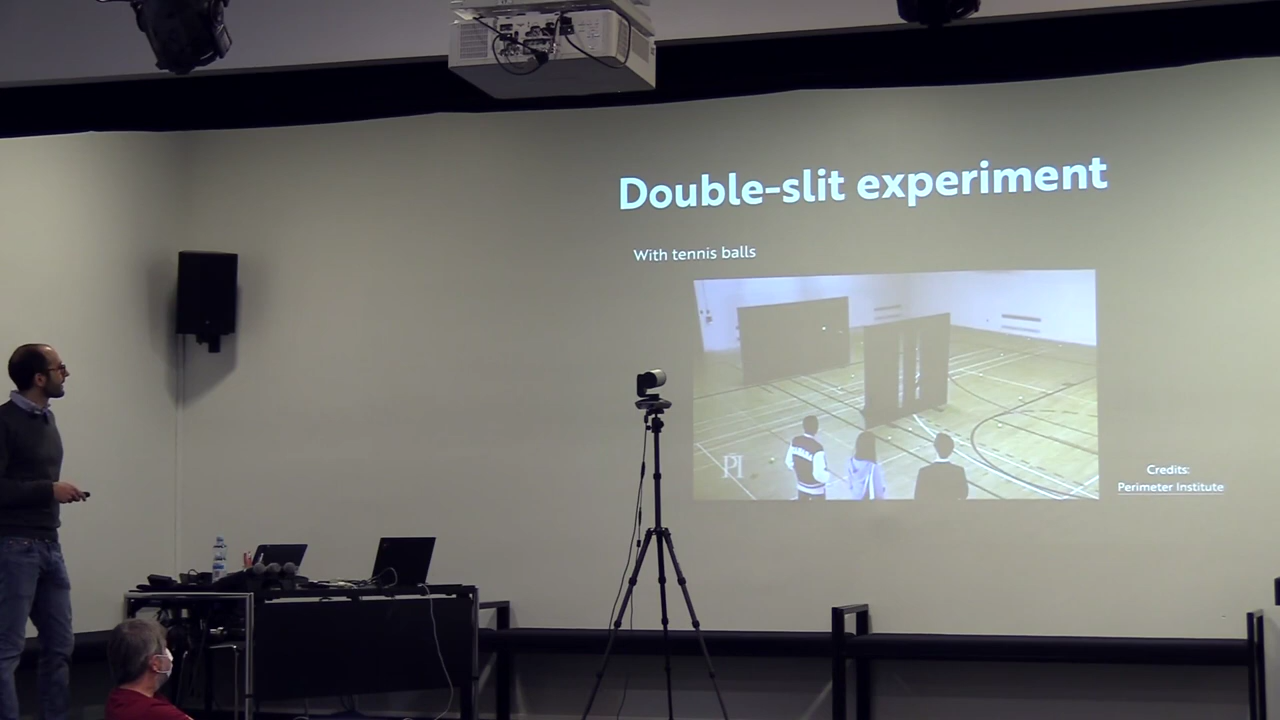 Double-slit experiment
With tennis balls
PI
Credits:
Perimeter Institute